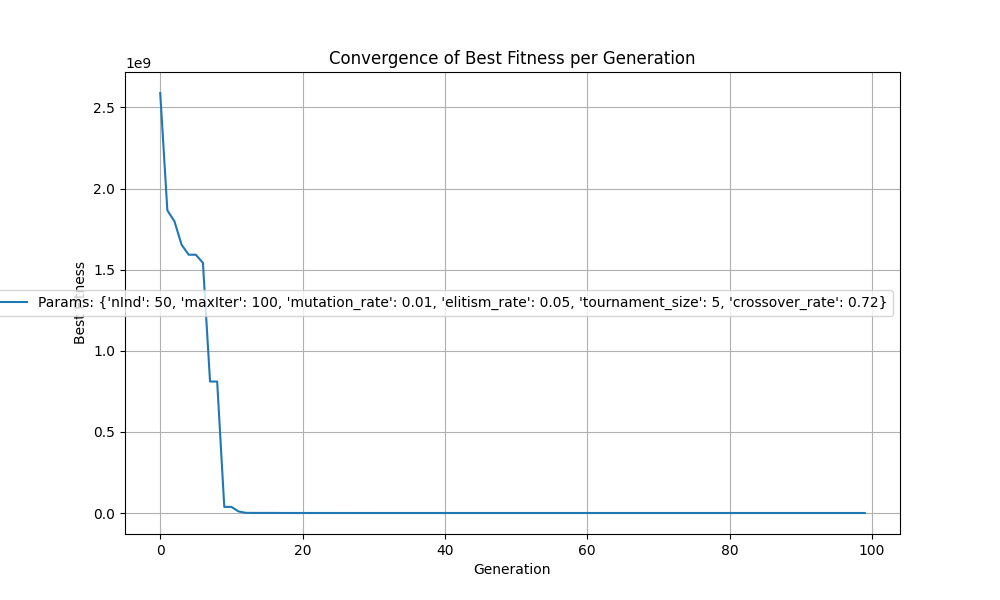 Convergence of Best Fitness per Generation
1e9
2.5
2.0
1.5
1.0
0.5
0.0
Best
ness
Params: {'nInd': 50, 'maxIter': 100, 'mutation_rate': 0.01, 'elitism_rate': 0.05, 'tournament_size': 5, 'crossover_rate': 0.72}
0 20 40 60 80 100
Generation